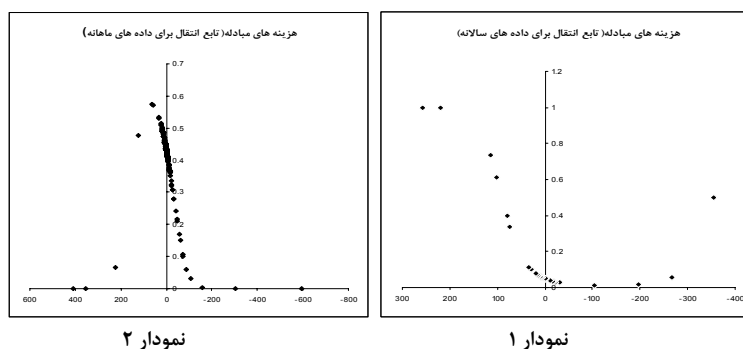 هزینه های مبادله( تابع انتقال برای داده های سالانه)
1.2
1
0.8
0.6
0.4
0.2
0
300 200 100 0 -100 -200 -300 -400
نمودار ۱
هزینه های مبادله( تابع انتقال برای داده های ماهانه)
0.7
0.6
0.5
0.4
0.3
0.2
0.1
0
600 400 200 0 -200 -400 -600 -800
نمودار ۲